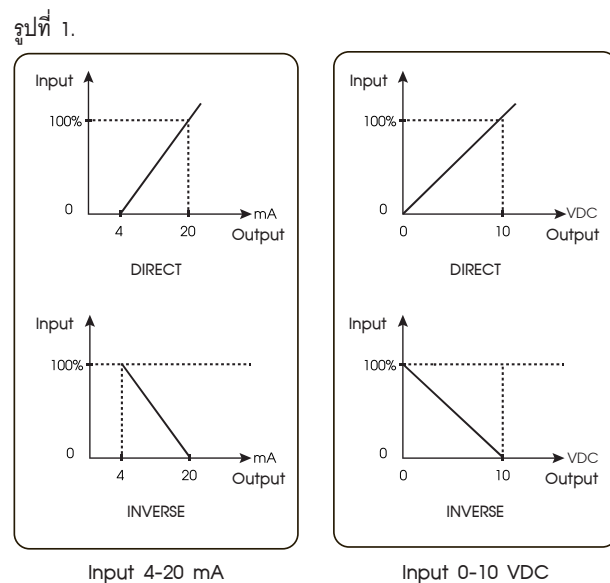 รูปที่ 1.
Input
100%
0
4
20
mA
Output
DIRECT
Input
100%
0
4
20
mA
Output
INVERSE
Input 4-20 mA
Input
100%
0
0
10
VDC
Output
DIRECT
Input
100%
0
0
10
VDC
Output
INVERSE
Input 0-10 VDC